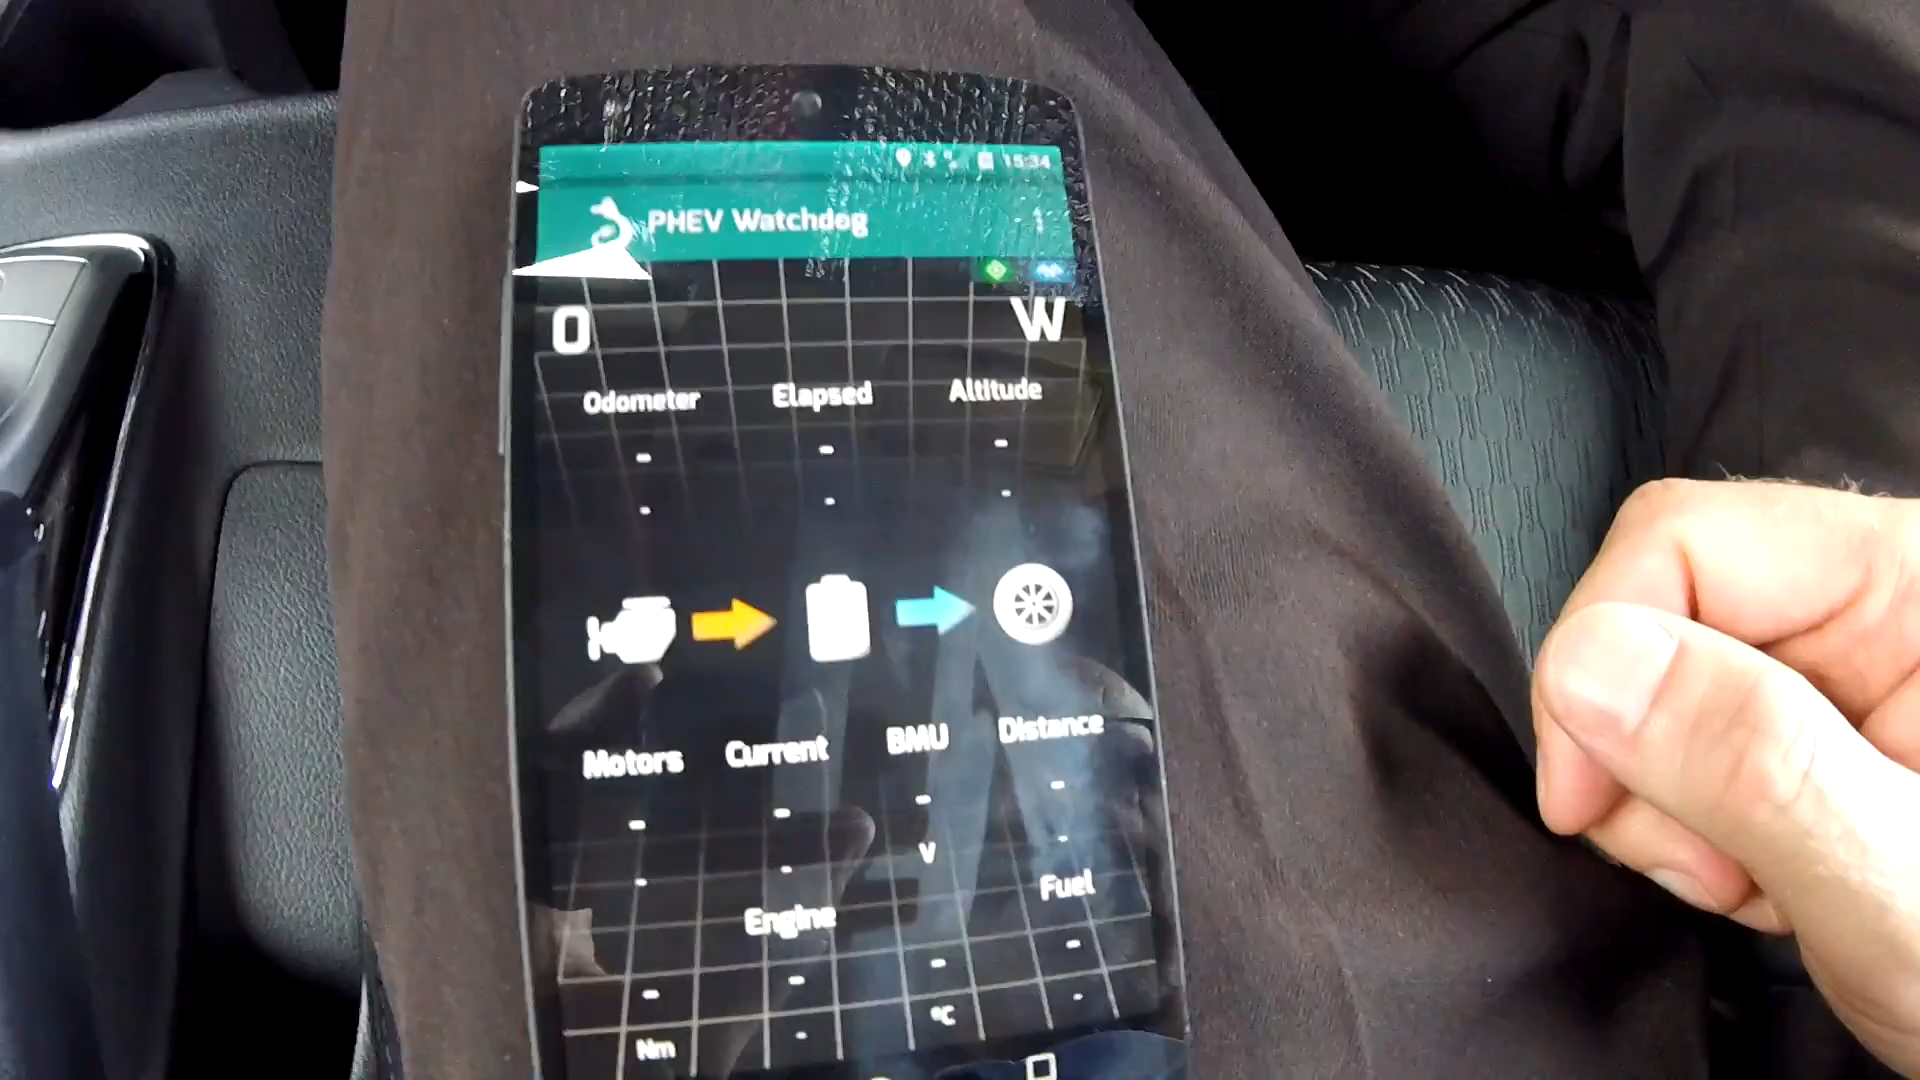 15:34
PHEV Watchdog
0 W
Odometer Elapsed Altitude
- - -
- - -
Motors Current BMU Distance
- - - -
- - V -
Engine Fuel
- - - -
Nm - °C -